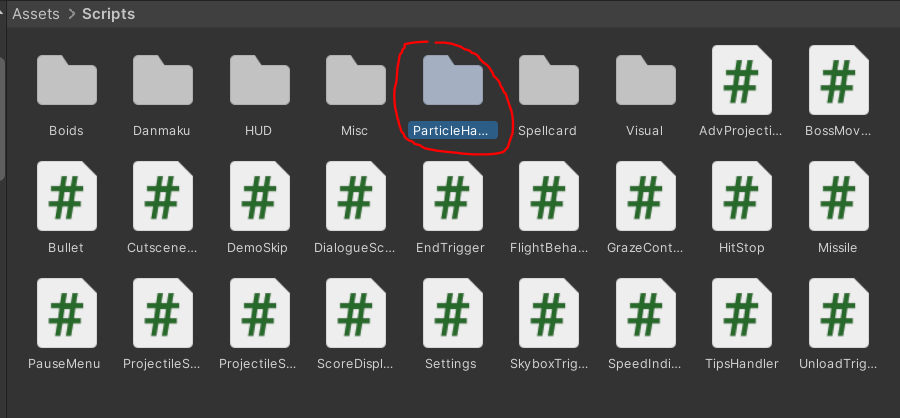 Assets > Scripts
Boids Danmaku HUD Misc ParticleHa... Spellcard Visual AdvProjecti... BossMov...
Bullet Cutscene... DemoSkip DialogueSc... EndTrigger FlightBeha... GrazeCont... HitStop Missile
PauseMenu ProjectileS... ProjectileS... ScoreDispl... Settings SkyboxTrig... SpeedIndi... TipsHandler UnloadTrig...